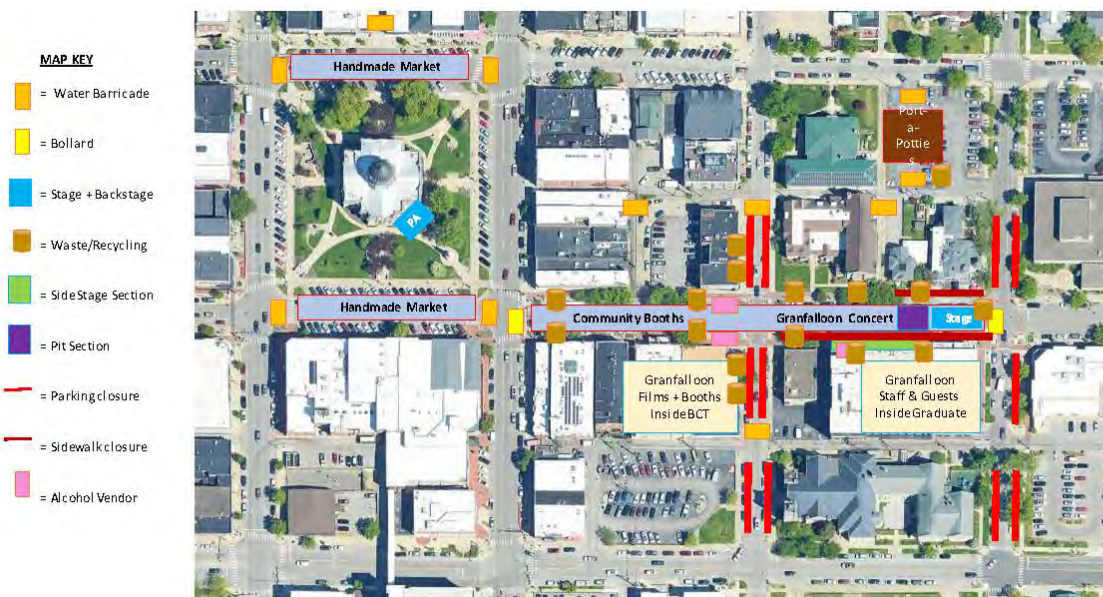 MAP KEY
= Water Barricade
= Bollard
= Stage + Backstage
= Waste/Recycling
= Side Stage Section
= Pit Section
= Parking closure
= Sidewalk closure
= Alcohol Vendor
Handmade Market
Port-
a-
Pottie
s
PA
Handmade Market
Community Booths
Granfalloon Concert
Stage
Granfalloon
Films + Booths
Inside BCT
Granfalloon
Staff & Guests
Inside Graduate